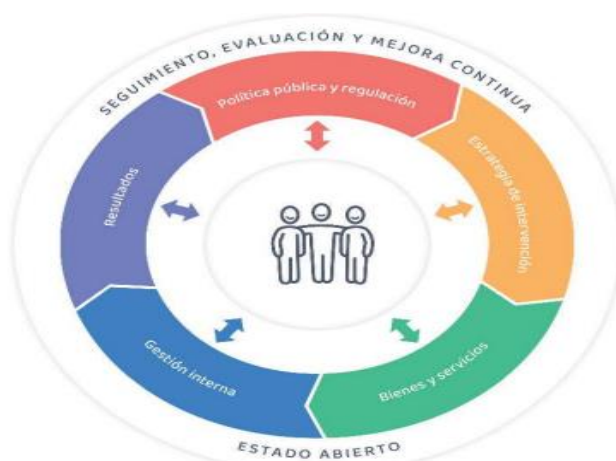 SEGUIMIENTO, EVALUACIÓN Y MEJORA CONTINUA
Política pública y regulación
Estrategia de intervención
Bienes y servicios
Gestión interna
Resultados
ESTADO ABIERTO